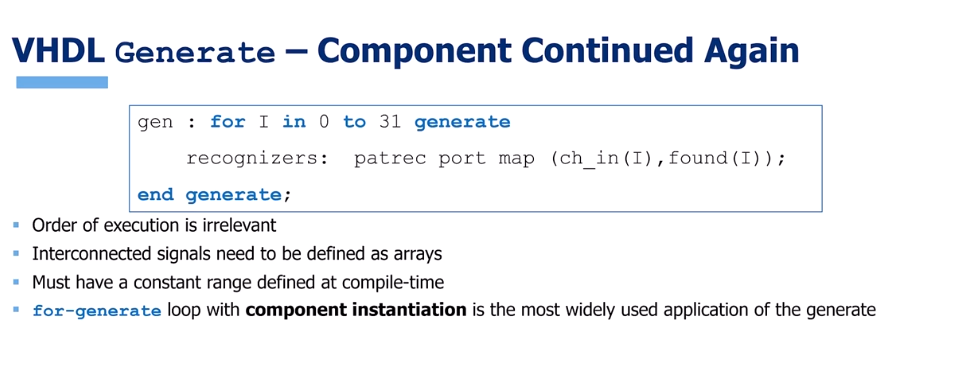 VHDL Generate – Component Continued Again
gen : for I in 0 to 31 generate
recognizers: patrec port map (ch_in(I),found(I));
end generate;
▪ Order of execution is irrelevant
▪ Interconnected signals need to be defined as arrays
▪ Must have a constant range defined at compile-time
▪ for-generate loop with component instantiation is the most widely used application of the generate